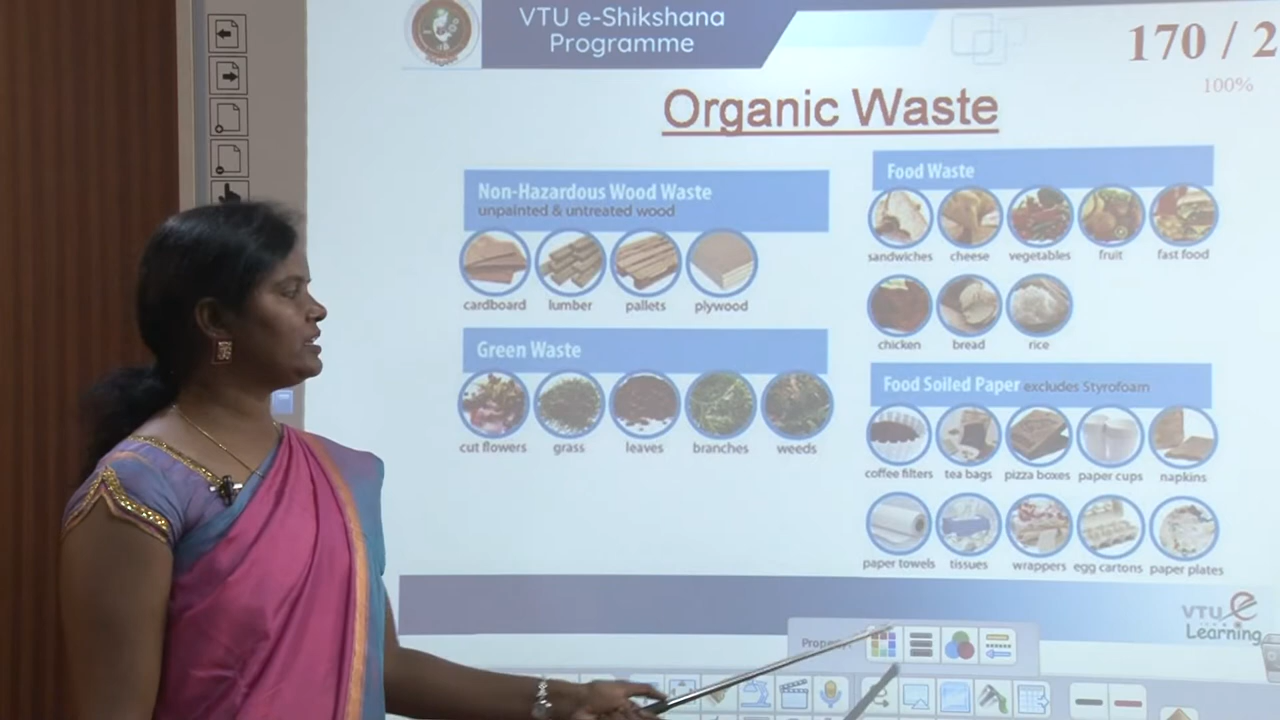 VTU e-Shikshana
Programme
170 / 2
100%
Organic Waste
Non-Hazardous Wood Waste
unpainted & untreated wood
cardboard lumber pallets plywood
Green Waste
cut flowers grass leaves branches weeds
Food Waste
sandwiches cheese vegetables fruit fast food
chicken bread rice
Food Soiled Paper excludes Styrofoam
coffee filters tea bags pizza boxes paper cups napkins
paper towels tissues wrappers egg cartons paper plates
VTU e
Learning